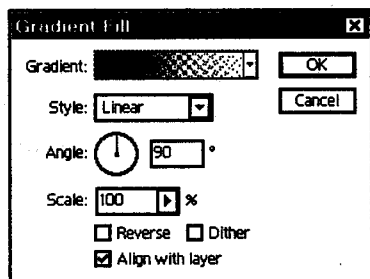 Gradient Fill
Gradient:
OK
Style: Linear
Cancel
Angle: 90 °
Scale: 100 %
Reverse Dither
Align with layer